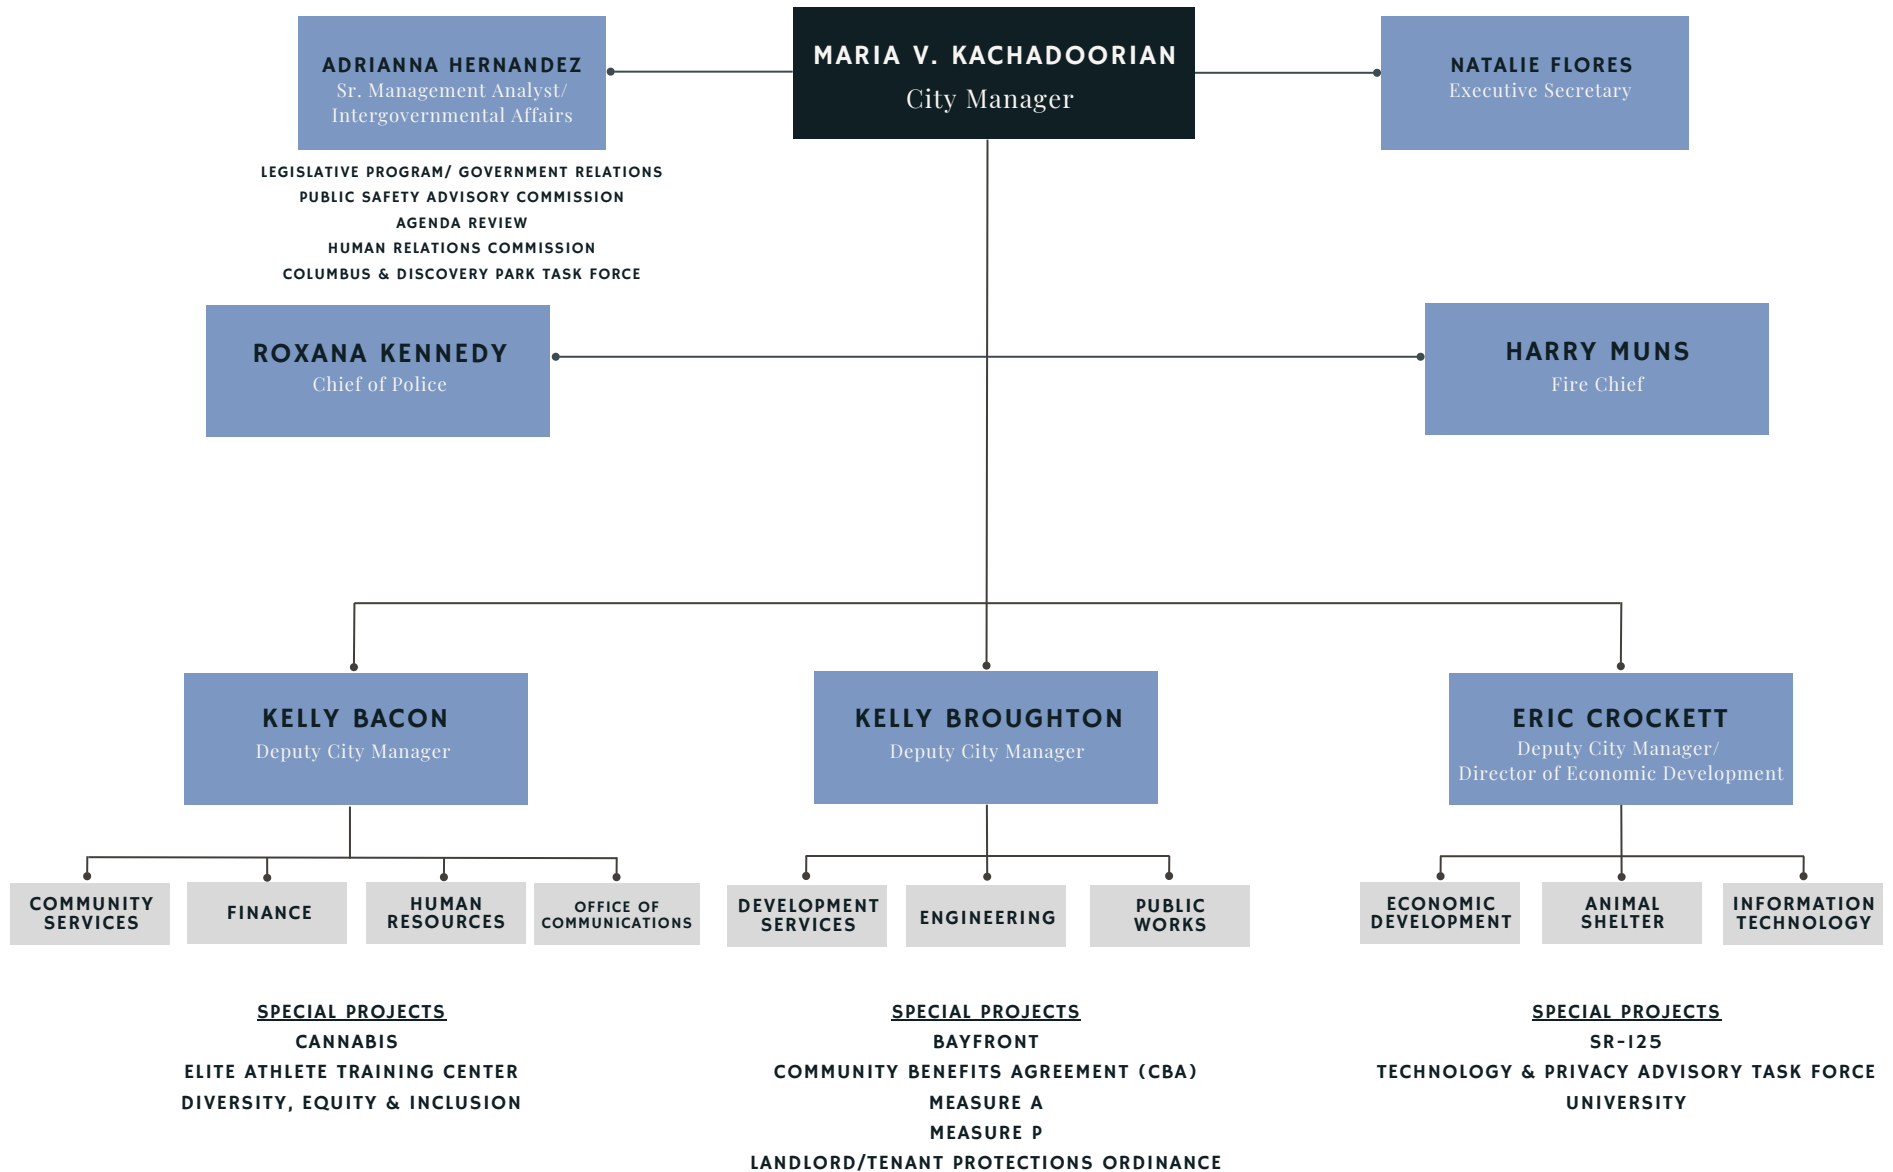 ADRIANNA HERNANDEZ
Sr. Management Analyst/
Intergovernmental Affairs
MARIA V. KACHADOORIAN
City Manager
NATALIE FLORES
Executive Secretary
LEGISLATIVE PROGRAM/ GOVERNMENT RELATIONS
PUBLIC SAFETY ADVISORY COMMISSION
AGENDA REVIEW
HUMAN RELATIONS COMMISSION
COLUMBUS & DISCOVERY PARK TASK FORCE
ROXANA KENNEDY
Chief of Police
HARRY MUNS
Fire Chief
KELLY BACON
Deputy City Manager
KELLY BROUGHTON
Deputy City Manager
ERIC CROCKETT
Deputy City Manager/
Director of Economic Development
COMMUNITY
SERVICES
FINANCE
HUMAN
RESOURCES
OFFICE OF
COMMUNICATIONS
DEVELOPMENT
SERVICES
ENGINEERING
PUBLIC
WORKS
ECONOMIC
DEVELOPMENT
ANIMAL
SHELTER
INFORMATION
TECHNOLOGY
SPECIAL PROJECTS
CANNABIS
ELITE ATHLETE TRAINING CENTER
DIVERSITY, EQUITY & INCLUSION
SPECIAL PROJECTS
BAYFRONT
COMMUNITY BENEFITS AGREEMENT (CBA)
MEASURE A
MEASURE P
LANDLORD/TENANT PROTECTIONS ORDINANCE
SPECIAL PROJECTS
SR-125
TECHNOLOGY & PRIVACY ADVISORY TASK FORCE
UNIVERSITY